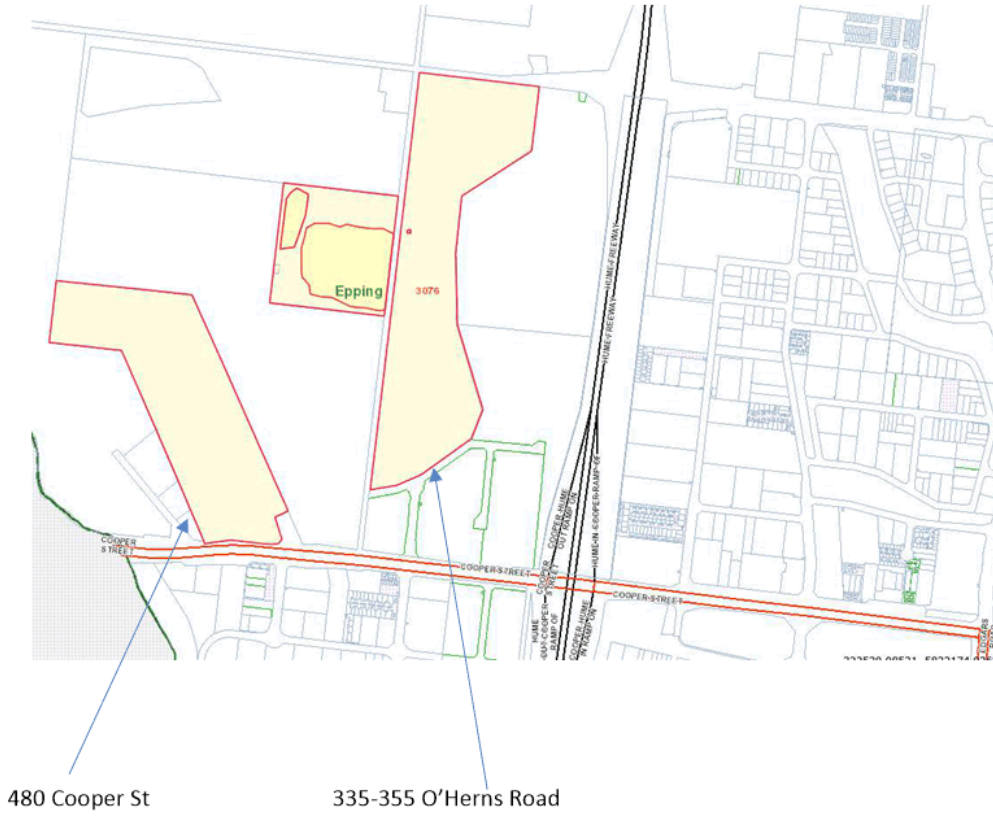 HUME-FREEWAY
HUME-FREEWAY
Epping
3076
COOPER
STREET
COOPER-STREET
COOPER
STREET
COOPER-STREET
COOPER HUME
OUT RAMP ON
HUME-IN-COOPER-RAMP OF
HUME
OUT-COOPER
RAMP OF
COOPER-HUME
IN RAMP ON
EDGARS
480 Cooper St
335-355 O'Herns Road